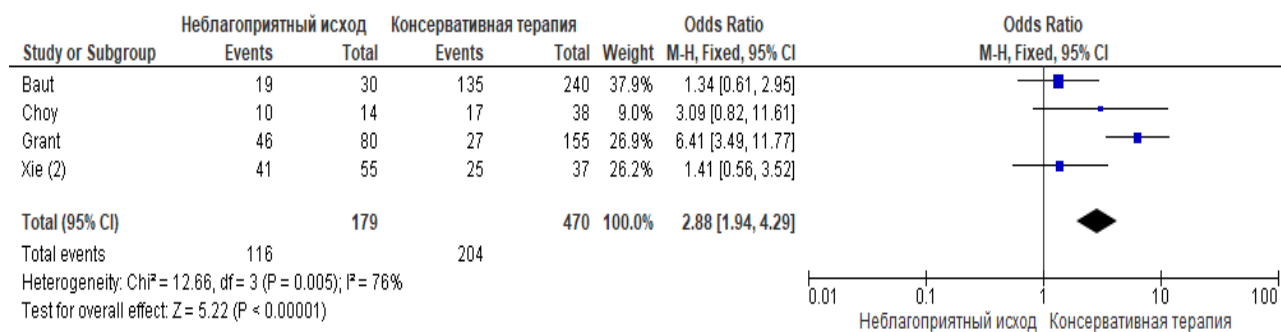 Неблагоприятный исход Консервативная терапия Odds Ratio Odds Ratio
Study or Subgroup Events Total Events Total Weight M-H, Fixed, 95% CI M-H, Fixed, 95% CI
Baut 19 30 135 240 37.9% 1.34 [0.61, 2.95]
Choy 10 14 17 38 9.0% 3.09 [0.82, 11.61]
Grant 46 80 27 155 26.9% 6.41 [3.49, 11.77]
Xie (2) 41 55 25 37 26.2% 1.41 [0.56, 3.52]
Total (95% CI) 179 470 100.0% 2.88 [1.94, 4.29]
Total events 116 204
Heterogeneity: Chi² = 12.66, df = 3 (P = 0.005); I² = 76%
Test for overall effect: Z = 5.22 (P < 0.00001)
0.01 0.1 1 10 100
Неблагоприятный исход Консервативная терапия